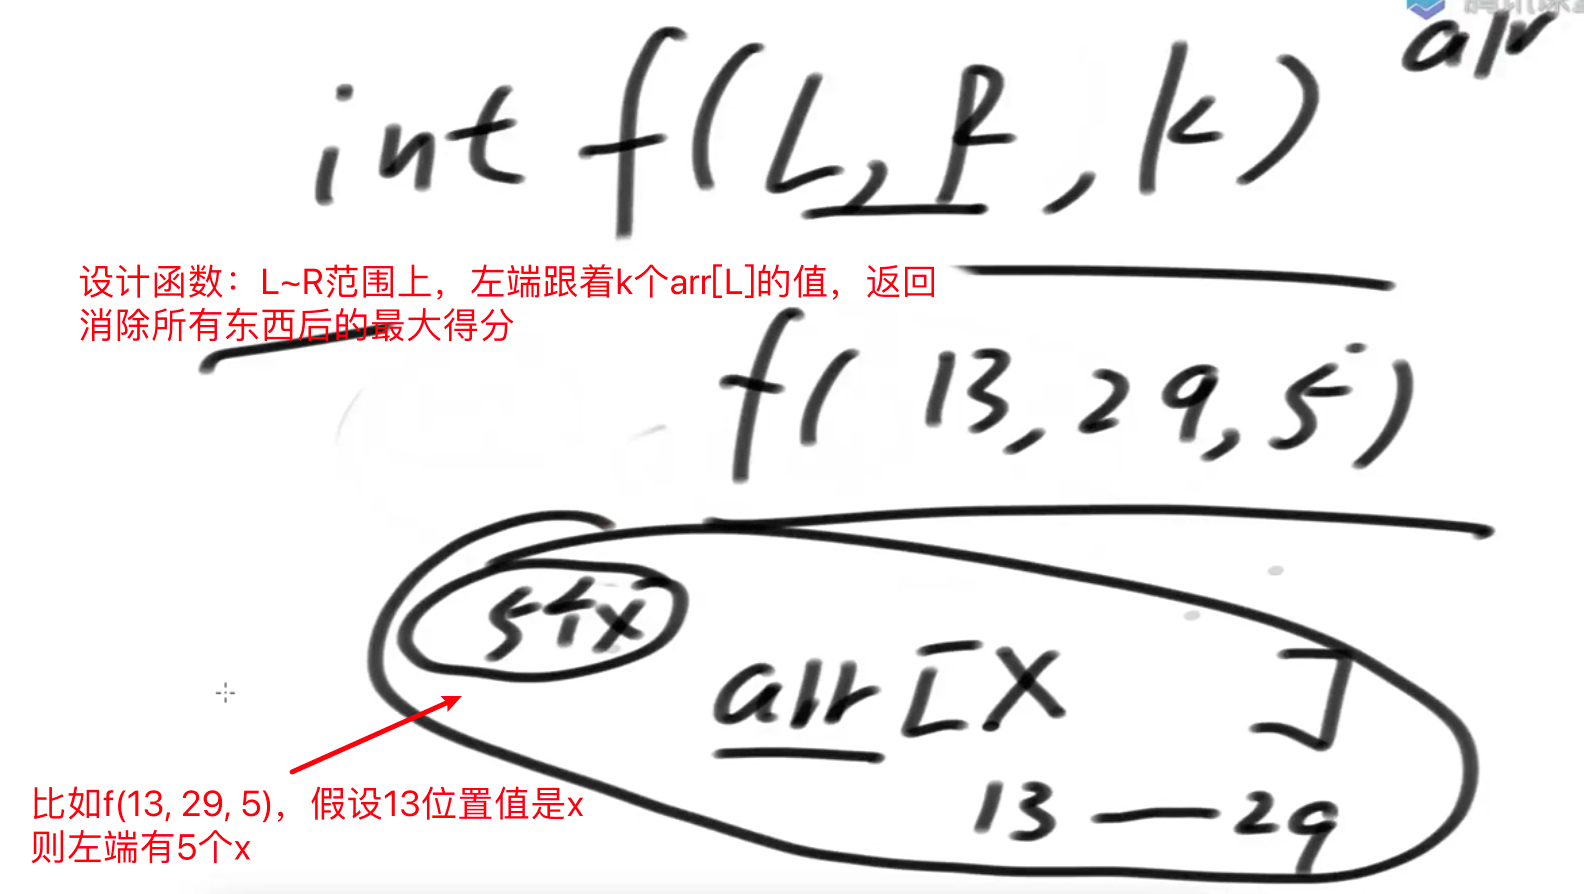 arr
int f(L,R,k)
设计函数：L~R范围上，左端跟着k个arr[L]的值，返回
消除所有东西后的最大得分
f(13,29,5)
5个x
arr[X ]
13—29
比如f(13, 29, 5)，假设13位置值是x
则左端有5个x